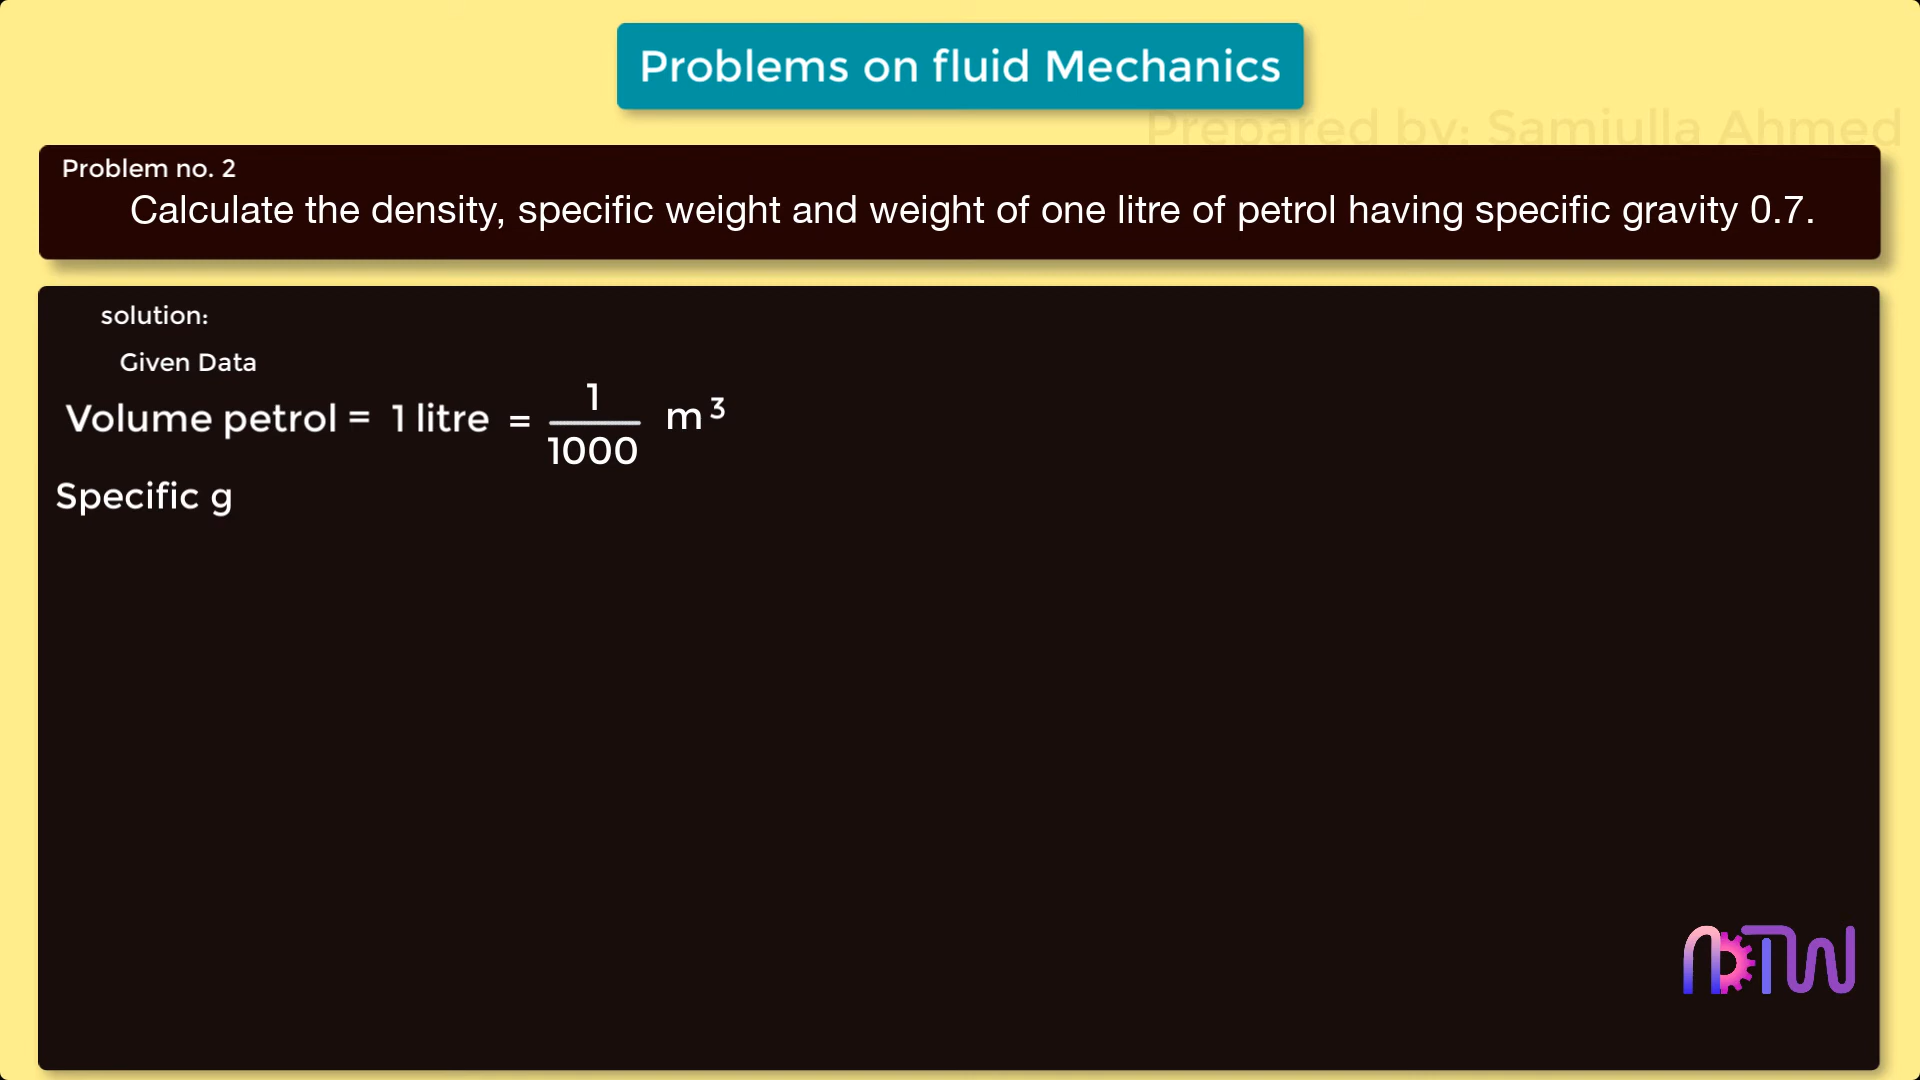 Problems on fluid Mechanics
Prepared by: Samiulla Ahmed
Problem no. 2
Calculate the density, specific weight and weight of one litre of petrol having specific gravity 0.7.
solution:
Given Data
Volume petrol = 1 litre = 1/1000 m³
Specific g